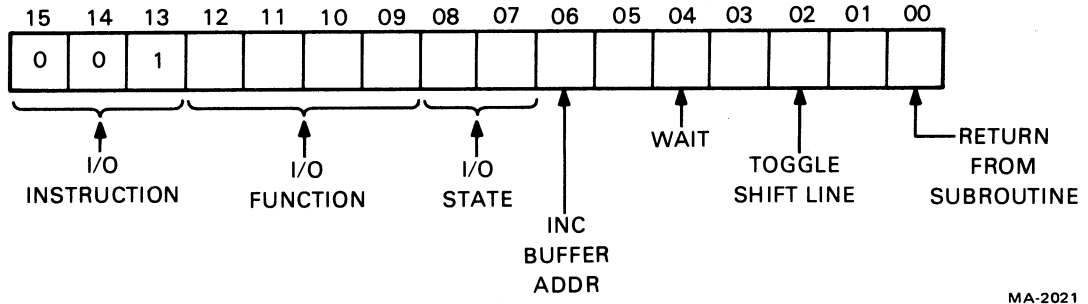 15 14 13 12 11 10 09 08 07 06 05 04 03 02 01 00
0 0 1
I/O
INSTRUCTION
I/O
FUNCTION
I/O
STATE
INC
BUFFER
ADDR
WAIT
TOGGLE
SHIFT LINE
RETURN
FROM
SUBROUTINE
MA-2021